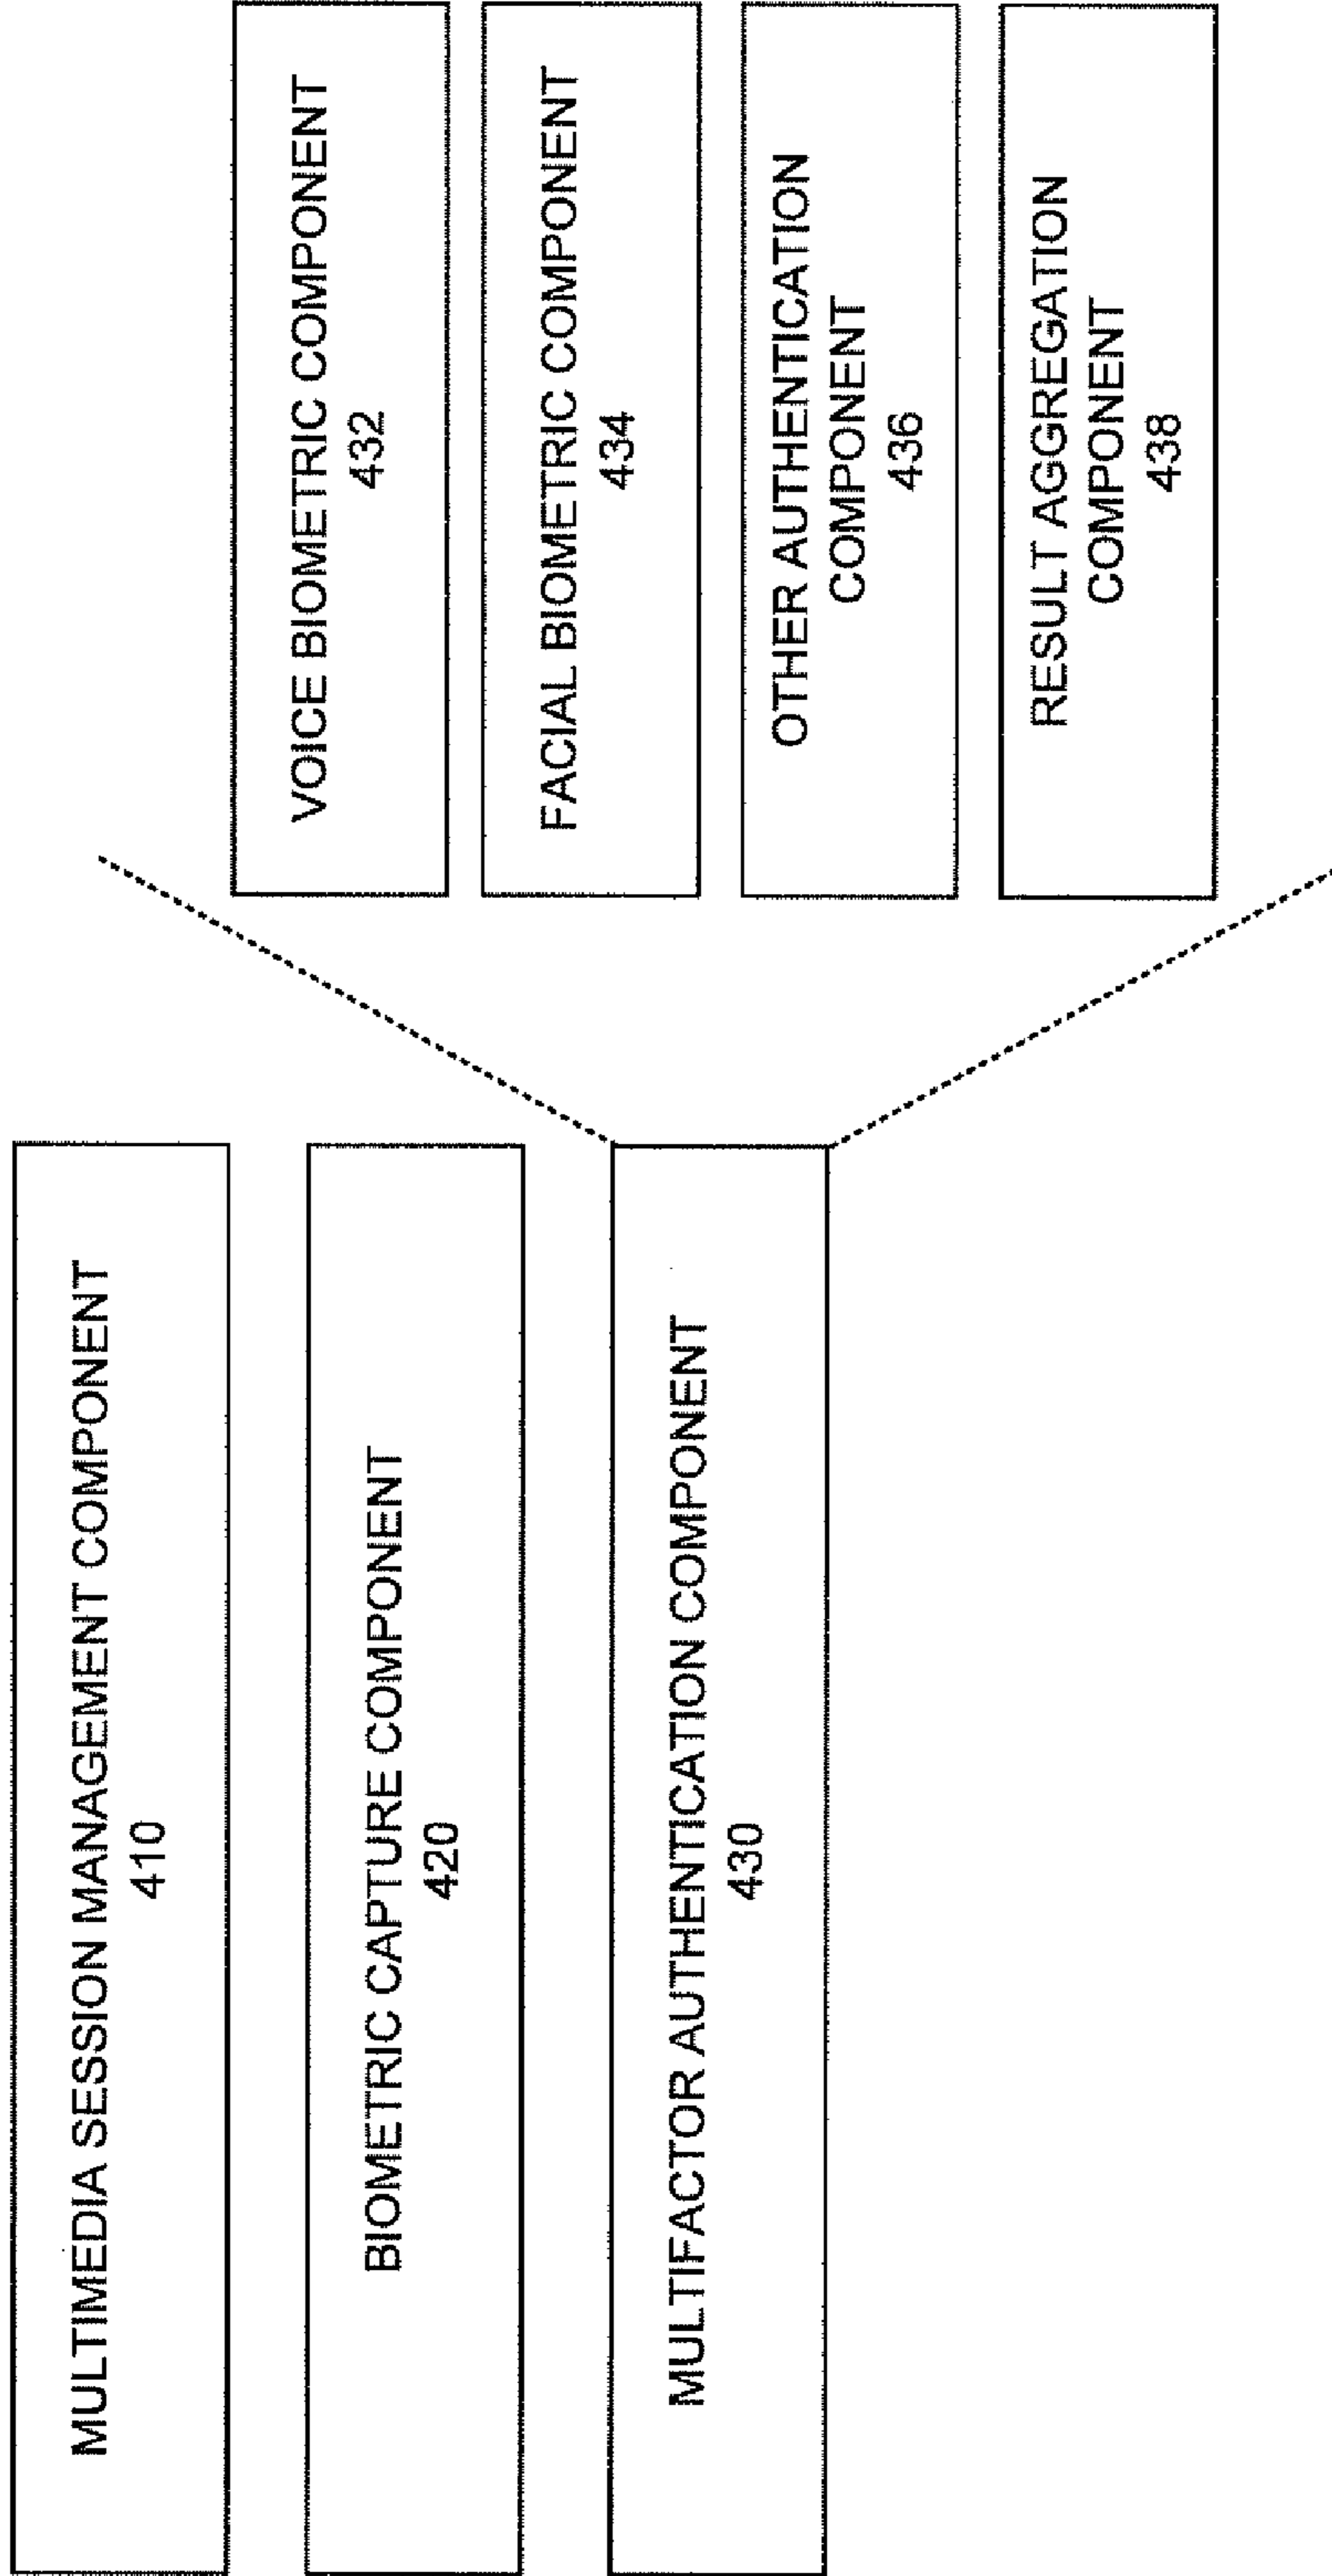 MULTIMEDIA SESSION MANAGEMENT COMPONENT
410
BIOMETRIC CAPTURE COMPONENT
420
MULTIFACTOR AUTHENTICATION COMPONENT
430
VOICE BIOMETRIC COMPONENT
432
FACIAL BIOMETRIC COMPONENT
434
OTHER AUTHENTICATION
COMPONENT
436
RESULT AGGREGATION
COMPONENT
438